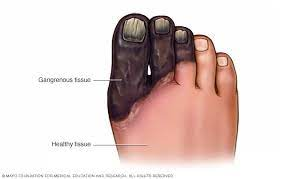 Gangrenous tissue
Healthy tissue
© MAYO FOUNDATION FOR MEDICAL EDUCATION AND RESEARCH. ALL RIGHTS RESERVED.